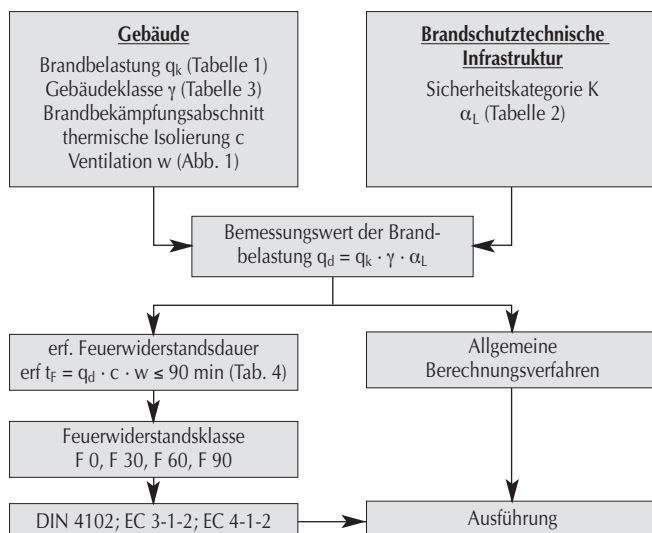 Gebäude
Brandbelastung qk (Tabelle 1)
Gebäudeklasse γ (Tabelle 3)
Brandbekämpfungsabschnitt
thermische Isolierung c
Ventilation w (Abb. 1)
Brandschutztechnische
Infrastruktur
Sicherheitskategorie K
αL (Tabelle 2)
Bemessungswert der Brand-
belastung qd = qk · γ · αL
erf. Feuerwiderstandsdauer
erf tF = qd · c · w ≤ 90 min (Tab. 4)
Allgemeine
Berechnungsverfahren
Feuerwiderstandsklasse
F 0, F 30, F 60, F 90
DIN 4102; EC 3-1-2; EC 4-1-2
Ausführung